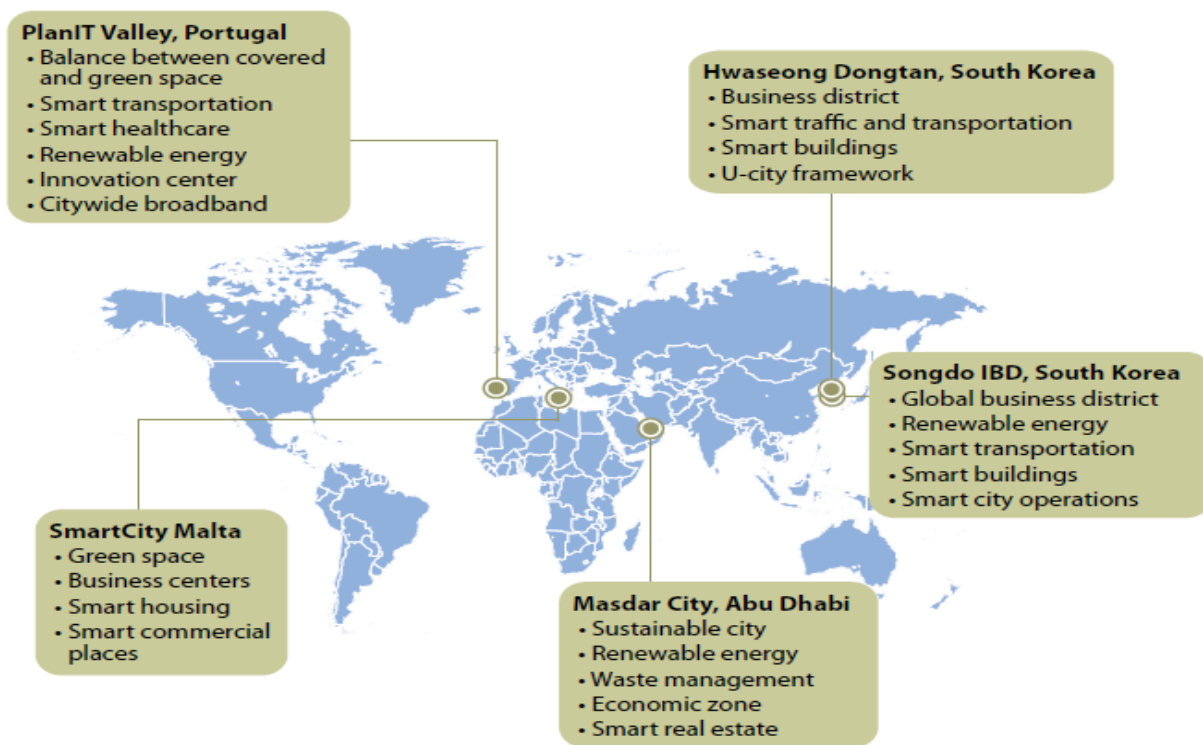 PlanIT Valley, Portugal
• Balance between covered
and green space
• Smart transportation
• Smart healthcare
• Renewable energy
• Innovation center
• Citywide broadband
Hwaseong Dongtan, South Korea
• Business district
• Smart traffic and transportation
• Smart buildings
• U-city framework
Songdo IBD, South Korea
• Global business district
• Renewable energy
• Smart transportation
• Smart buildings
• Smart city operations
SmartCity Malta
• Green space
• Business centers
• Smart housing
• Smart commercial
places
Masdar City, Abu Dhabi
• Sustainable city
• Renewable energy
• Waste management
• Economic zone
• Smart real estate